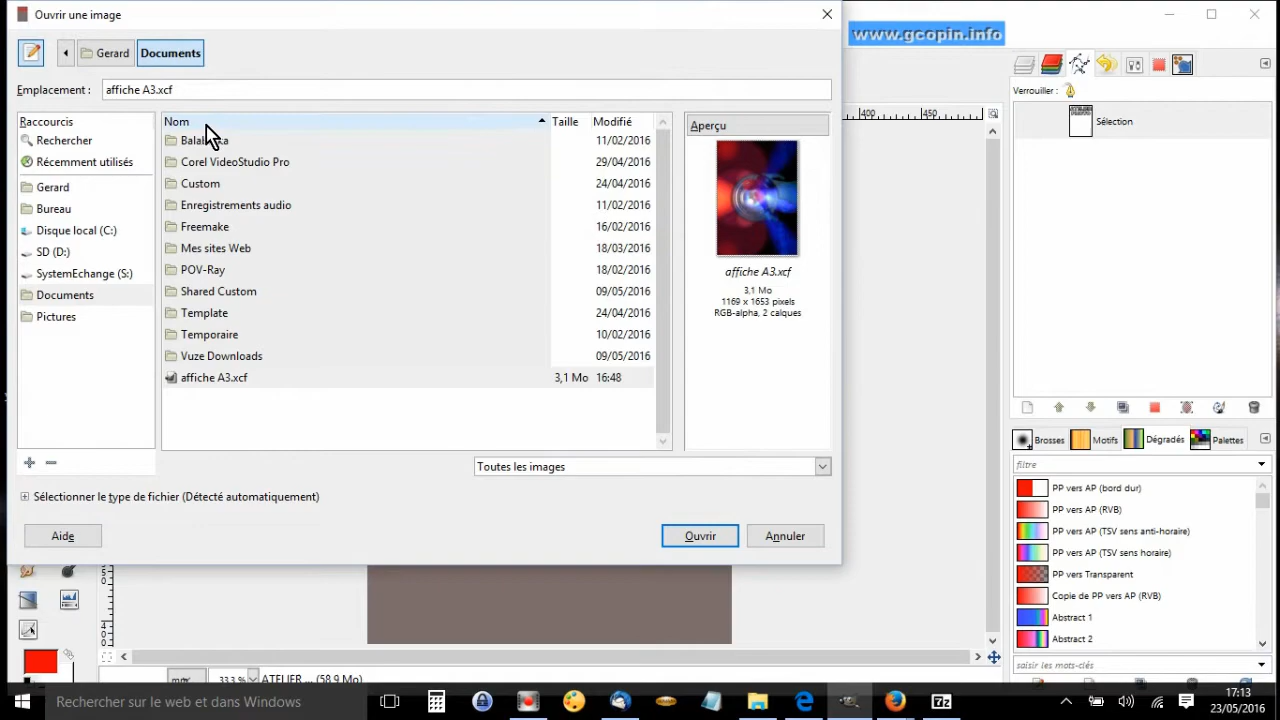 Ouvrir une image
www.gcopin.info
Gerard
Documents
Emplacement :
affiche A3.xcf
Raccourcis
Rechercher
Récemment utilisés
Gerard
Bureau
Disque local (C:)
SD (D:)
SystemEchange (S:)
Documents
Pictures
Nom
Taille
Modifié
11/02/2016
Corel VideoStudio Pro
29/04/2016
Custom
24/04/2016
Enregistrements audio
11/02/2016
Freemake
16/02/2016
Mes sites Web
18/03/2016
POV-Ray
18/02/2016
Shared Custom
09/05/2016
Template
24/04/2016
Temporaire
10/02/2016
Vuze Downloads
09/05/2016
affiche A3.xcf
3,1 Mo
16:48
Aperçu
affiche A3.xcf
3,1 Mo
1169 x 1653 pixels
RGB-alpha, 2 calques
Toutes les images
Sélectionner le type de fichier (Détecté automatiquement)
Aide
Ouvrir
Annuler
400
450
Verrouiller :
Sélection
Brosses
Motifs
Dégradés
Palettes
filtre
PP vers AP (bord dur)
PP vers AP (RVB)
PP vers AP (TSV sens anti-horaire)
PP vers AP (TSV sens horaire)
PP vers Transparent
Copie de PP vers AP (RVB)
Abstract 1
Abstract 2
saisir les mots-clés
33,3 %
ATELIER ... (58,9 Mo)
Rechercher sur le web et dans Windows
17:13
23/05/2016